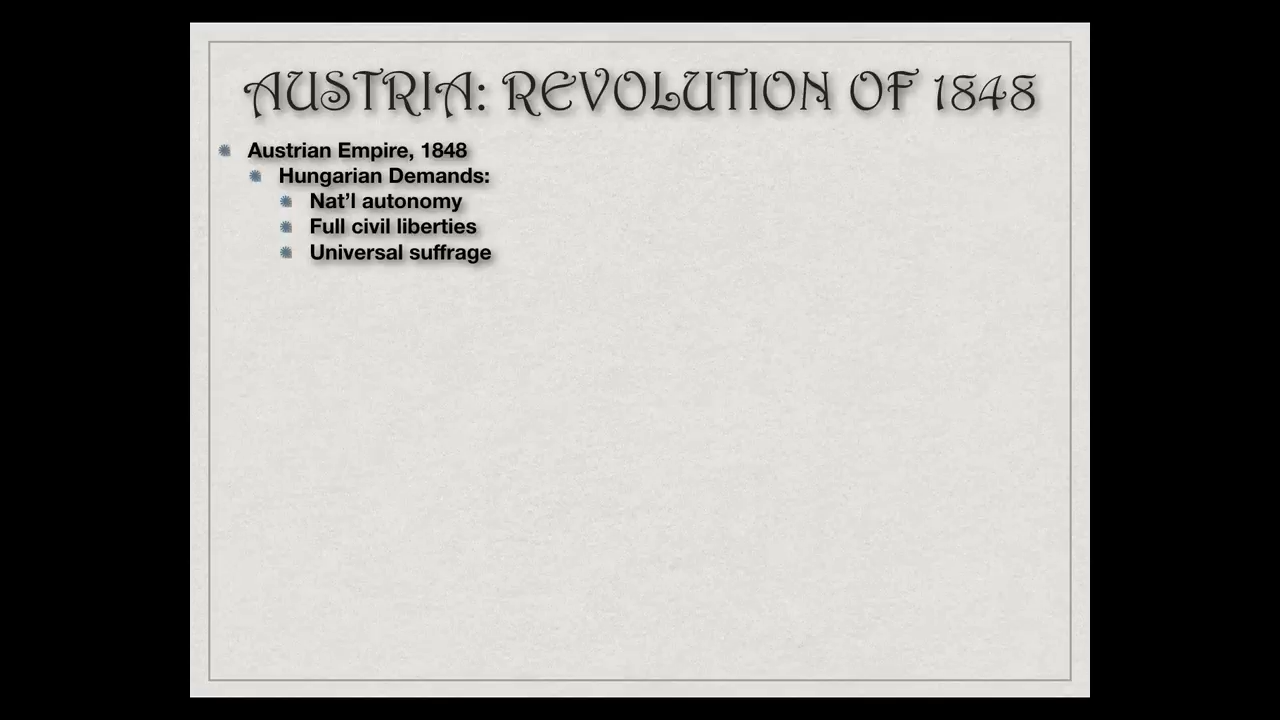 AUSTRIA: REVOLUTION OF 1848
Austrian Empire, 1848
Hungarian Demands:
Nat’l autonomy
Full civil liberties
Universal suffrage